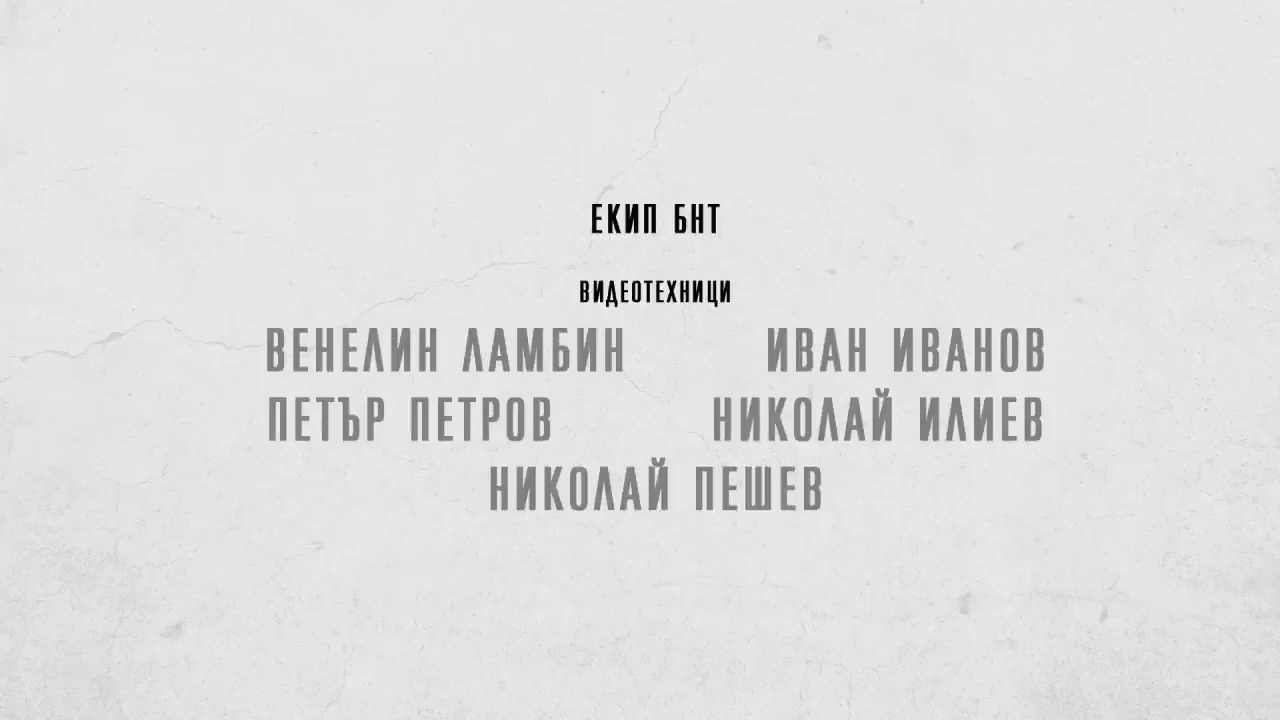 ЕКИП БНТ
ВИДЕОТЕХНИЦИ
ВЕНЕЛИН ЛАМБИН ИВАН ИВАНОВ
ПЕТЪР ПЕТРОВ НИКОЛАЙ ИЛИЕВ
НИКОЛАЙ ПЕШЕВ